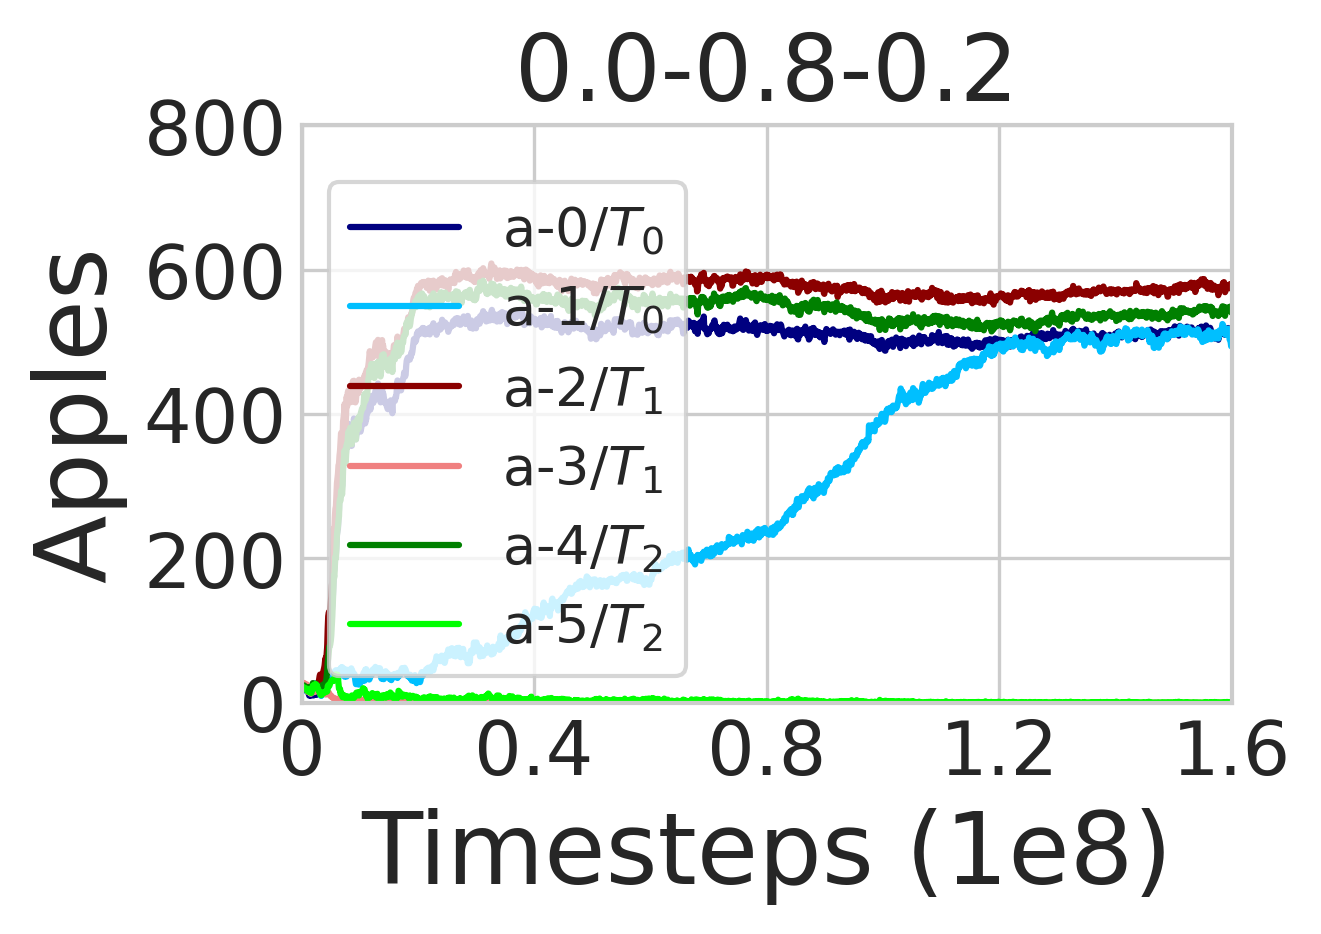 0.0-0.8-0.2
Apples
800
600
400
200
0
a-0/T₀
a-1/T₀
a-2/T₁
a-3/T₁
a-4/T₂
a-5/T₂
0 0.4 0.8 1.2 1.6
Timesteps (1e8)